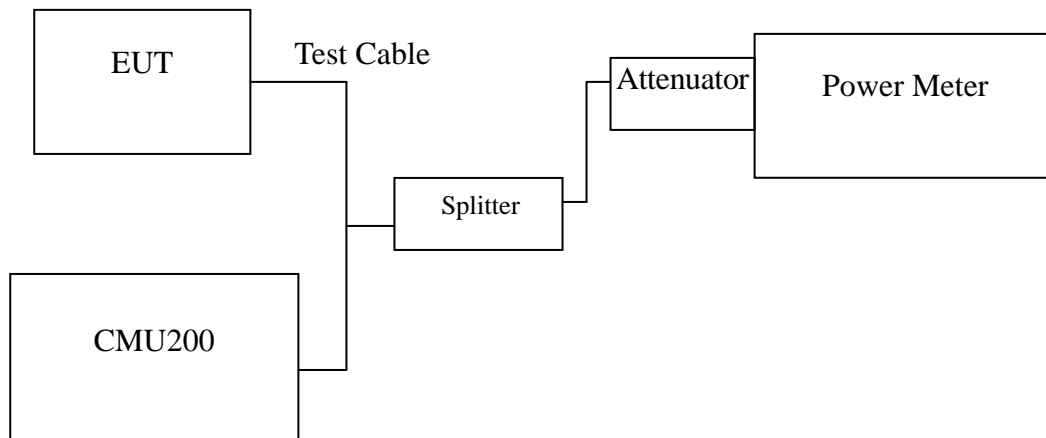 EUT
Test Cable
Attenuator
Power Meter
Splitter
CMU200